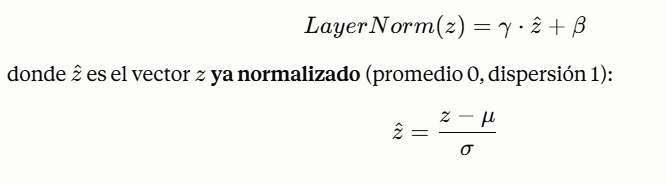 LayerNorm(z) = γ · ẑ + β
donde ẑ es el vector z ya normalizado (promedio 0, dispersión 1):
ẑ = (z − μ) / σ